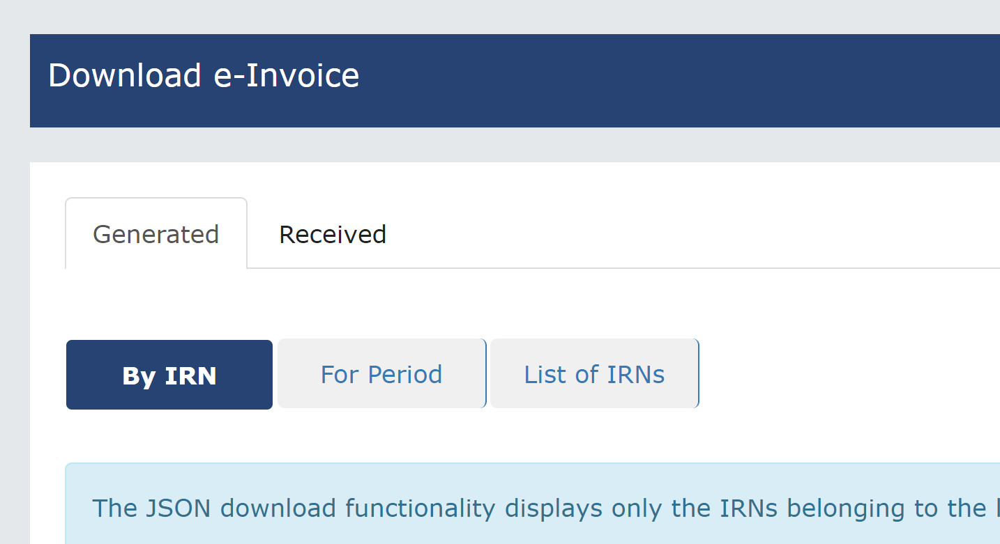 Download e-Invoice
Generated Received
By IRN For Period List of IRNs
The JSON download functionality displays only the IRNs belonging to the